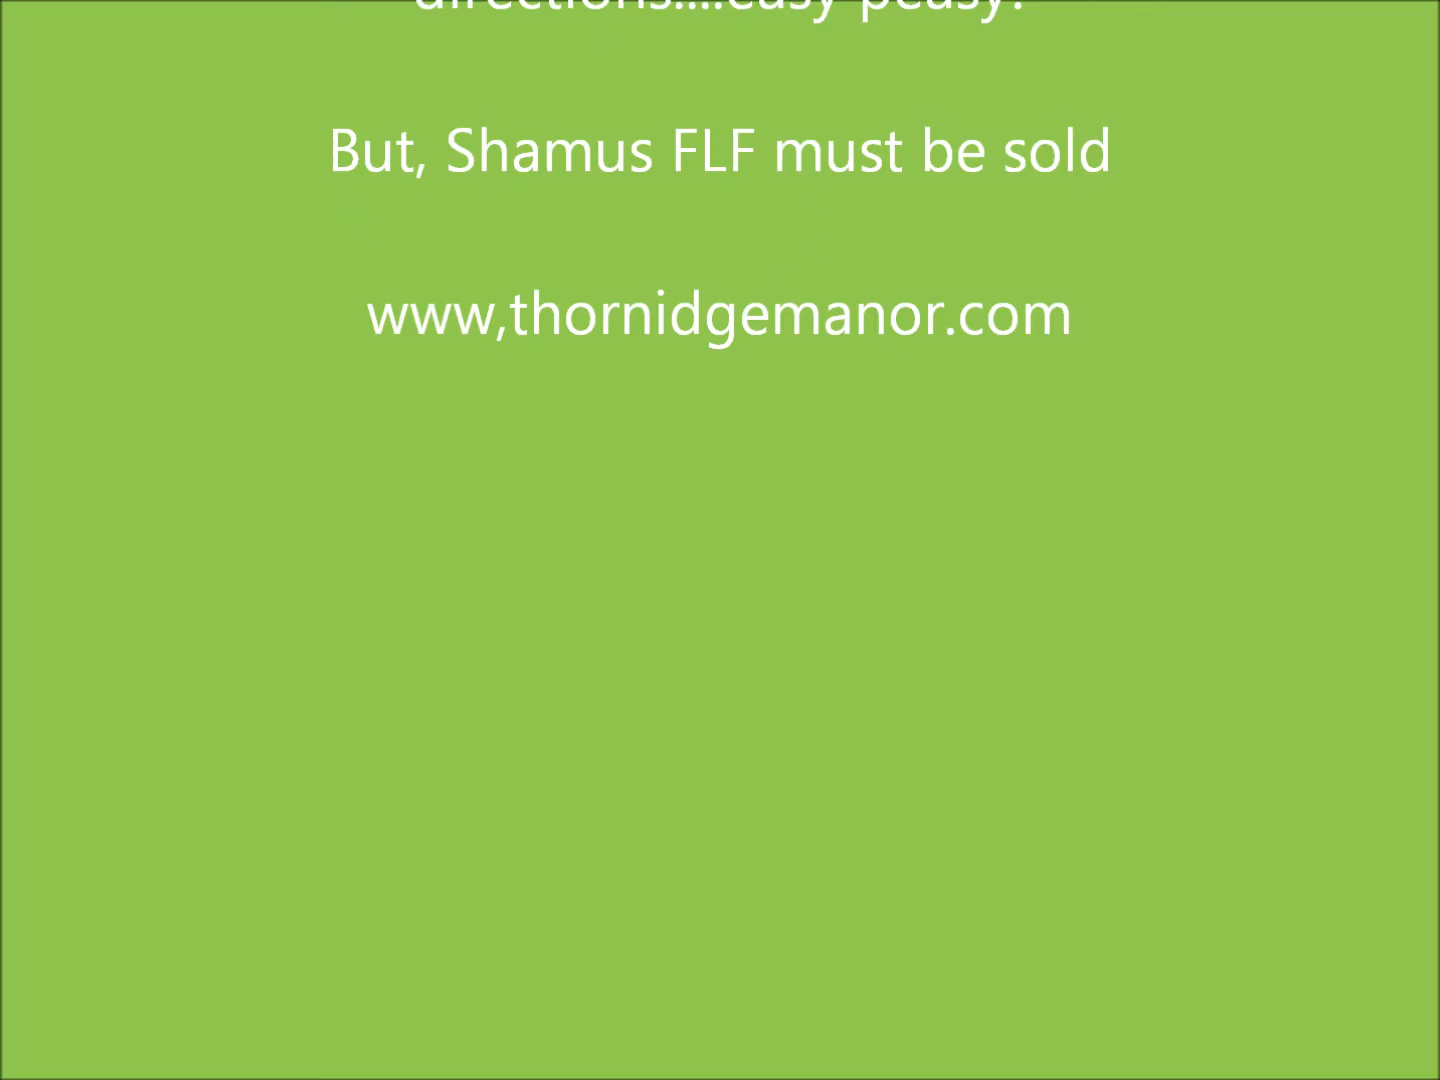 directions....easy peasy!
But, Shamus FLF must be sold
www,thornidgemanor.com